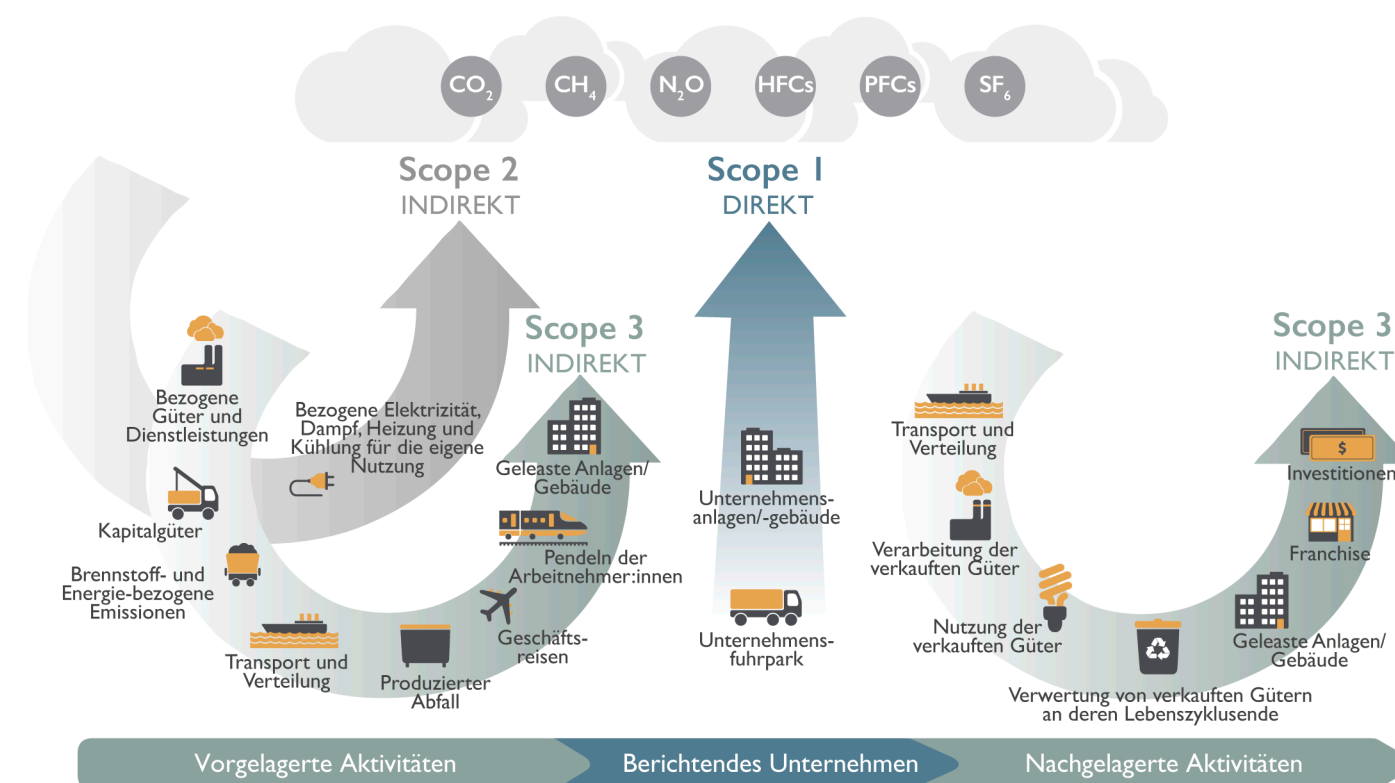 CO₂
CH₄
N₂O
HFCs
PFCs
SF₆
Scope 2
INDIREKT
Scope 1
DIREKT
Scope 3
INDIREKT
Scope 3
INDIREKT
Bezogene
Güter und
Dienstleistungen
Kapitalgüter
Brennstoff- und
Energie-bezogene
Emissionen
Transport und
Verteilung
Produzierter
Abfall
Geschäfts-
reisen
Pendeln der
Arbeitnehmer:innen
Geleaste Anlagen/
Gebäude
Bezogene Elektrizität,
Dampf, Heizung und
Kühlung für die eigene
Nutzung
Unternehmens-
anlagen/-gebäude
Unternehmens-
fuhrpark
Transport und
Verteilung
Verarbeitung der
verkauften Güter
Nutzung der
verkauften Güter
Verwertung von verkauften Gütern
an deren Lebenszyklusende
Geleaste Anlagen/
Gebäude
Franchise
$
Investitionen
Vorgelagerte Aktivitäten
Berichtendes Unternehmen
Nachgelagerte Aktivitäten